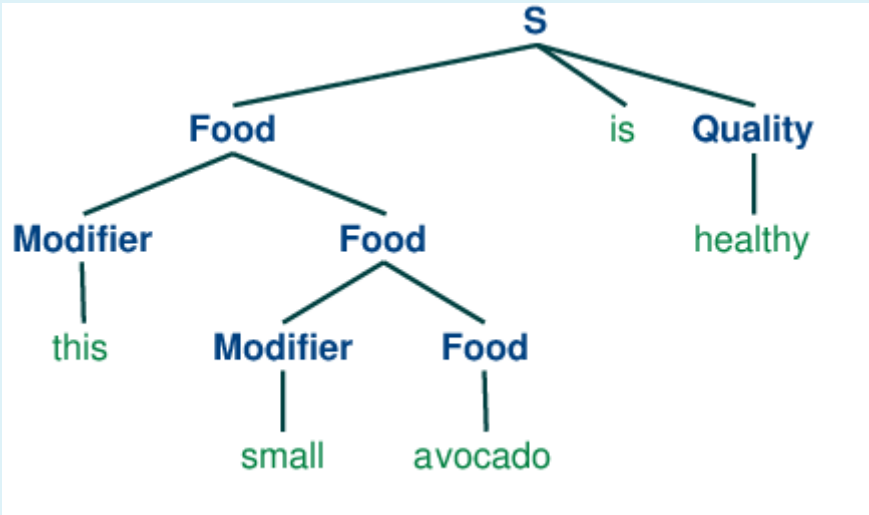 S
Food is Quality
Modifier Food healthy
this Modifier Food
small avocado